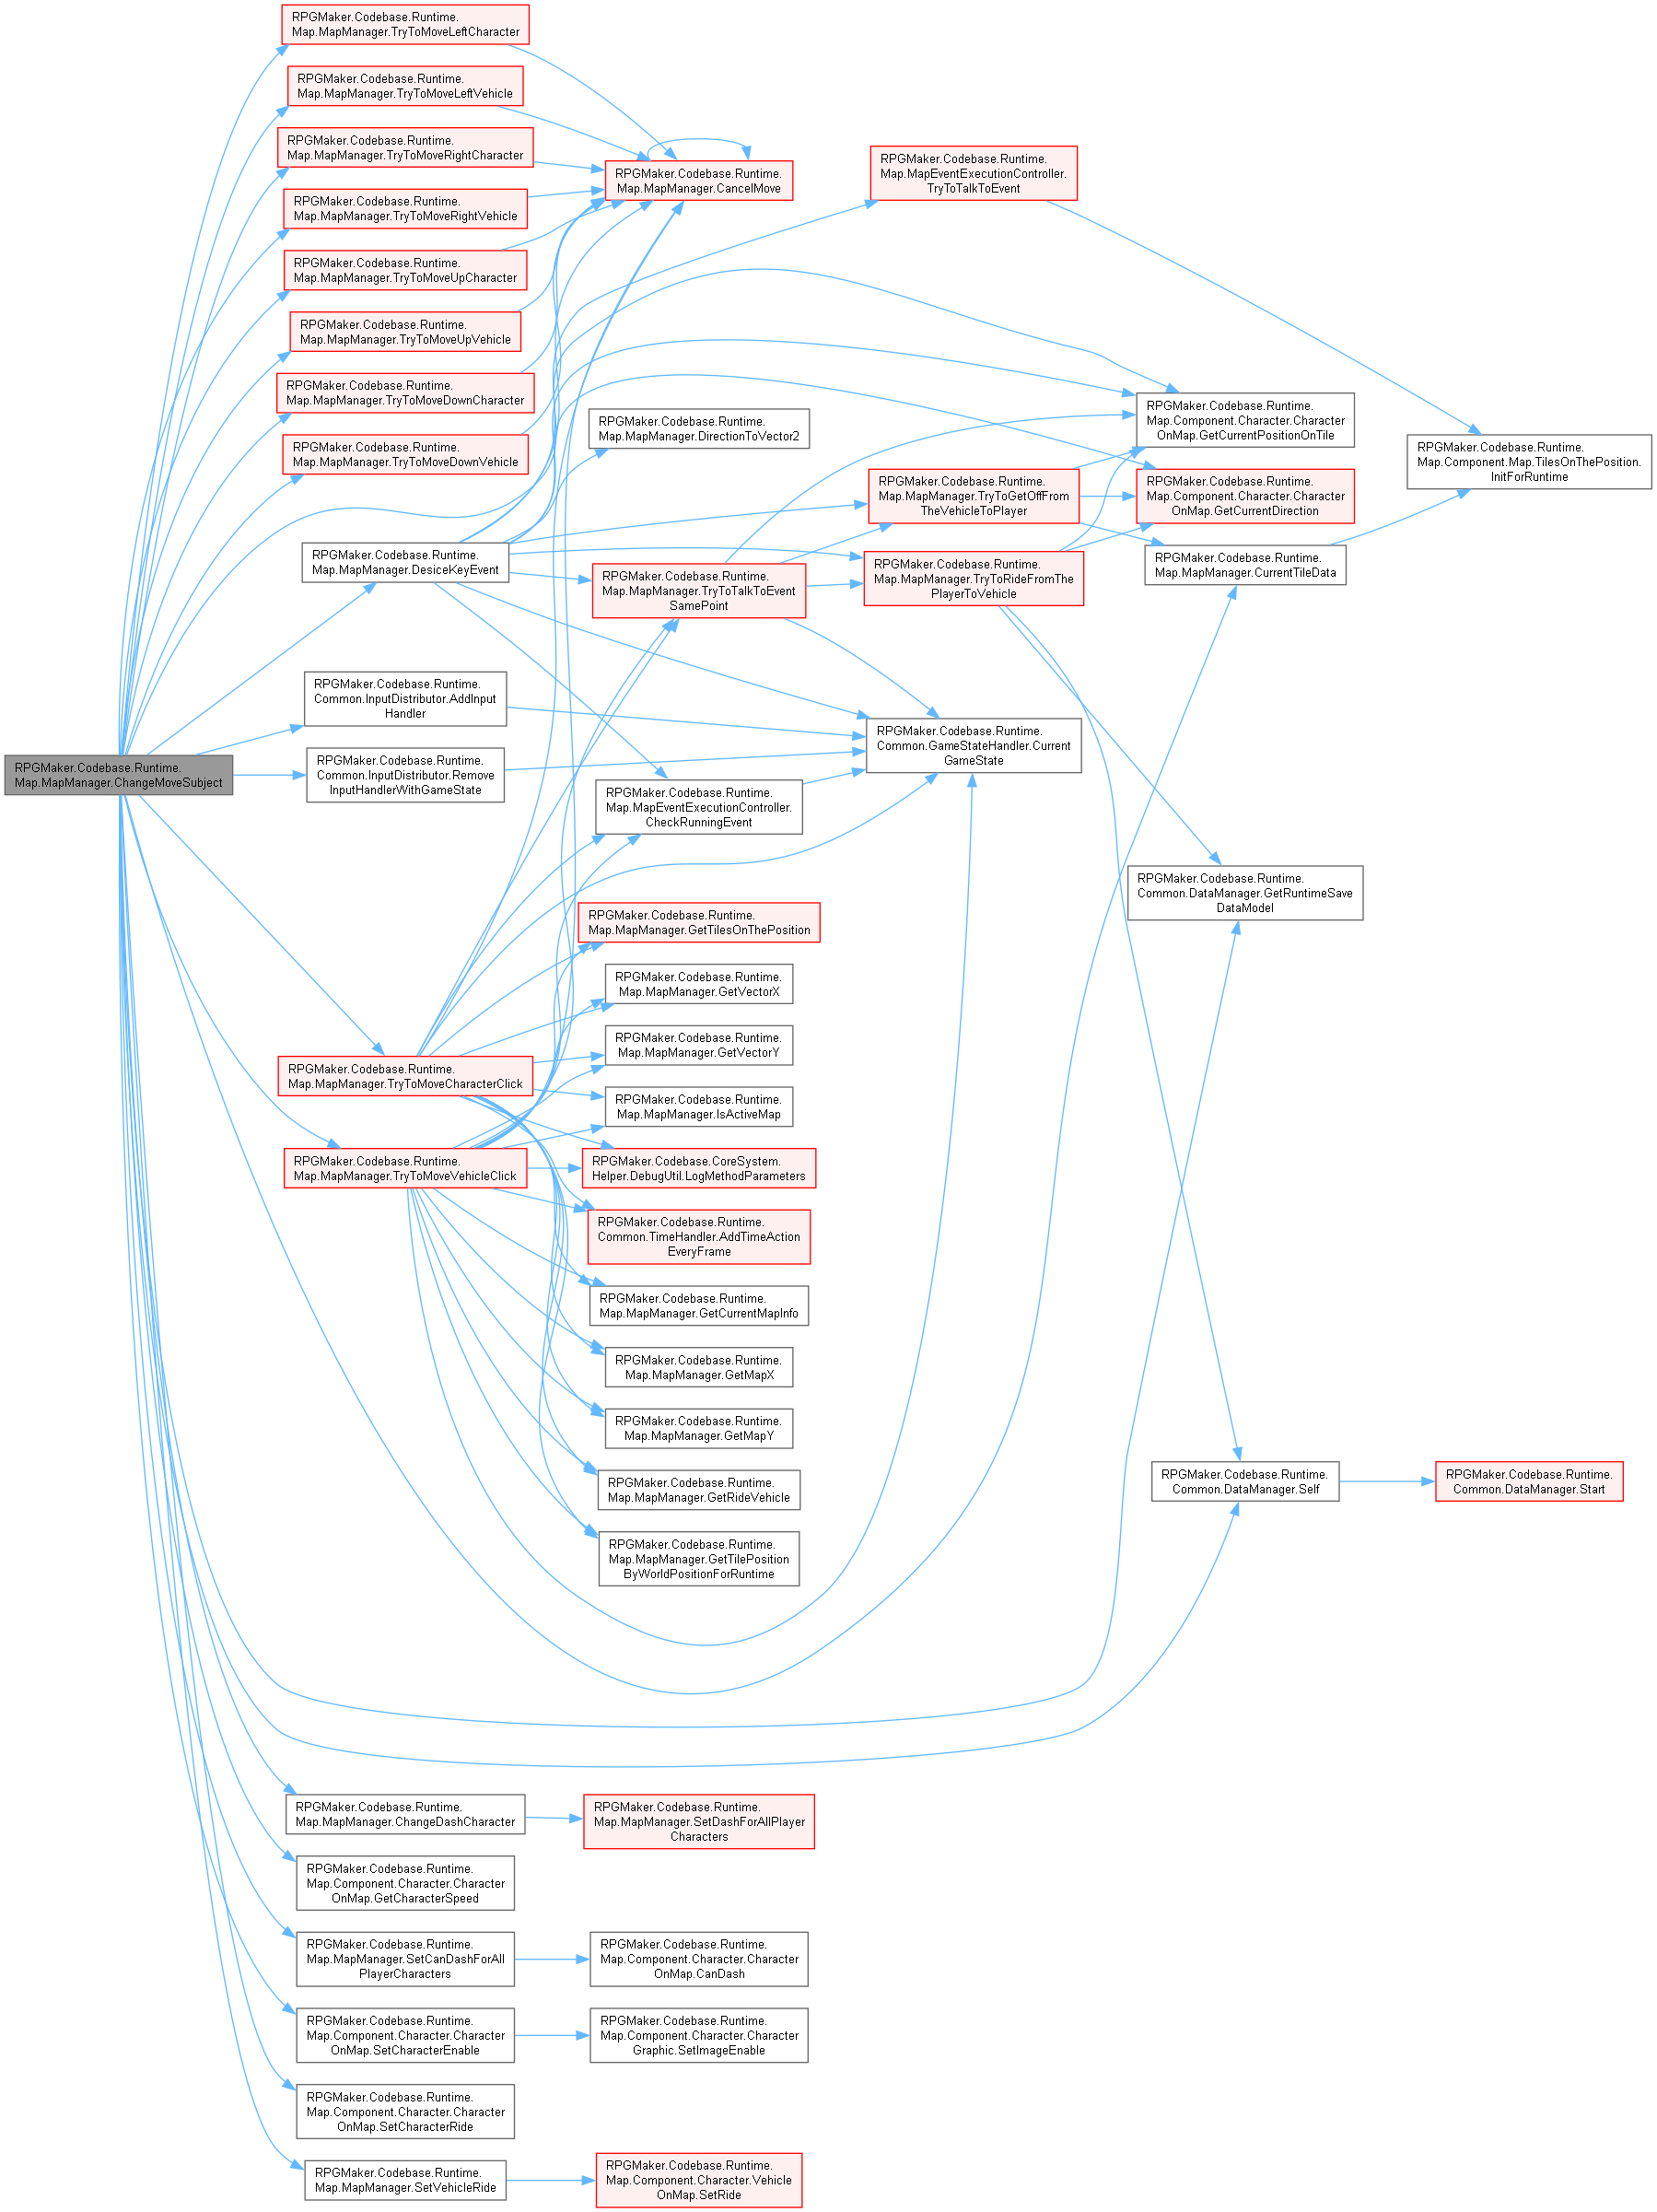 RPGMaker.Codebase.Runtime.
Map.MapManager.TryToMoveLeftCharacter
RPGMaker.Codebase.Runtime.
Map.MapManager.TryToMoveLeftVehicle
RPGMaker.Codebase.Runtime.
Map.MapManager.TryToMoveRightCharacter
RPGMaker.Codebase.Runtime.
Map.MapManager.TryToMoveRightVehicle
RPGMaker.Codebase.Runtime.
Map.MapManager.TryToMoveUpCharacter
RPGMaker.Codebase.Runtime.
Map.MapManager.TryToMoveUpVehicle
RPGMaker.Codebase.Runtime.
Map.MapManager.TryToMoveDownCharacter
RPGMaker.Codebase.Runtime.
Map.MapManager.TryToMoveDownVehicle
RPGMaker.Codebase.Runtime.
Map.MapManager.CancelMove
RPGMaker.Codebase.Runtime.
Map.MapEventExecutionController.
TryToTalkToEvent
RPGMaker.Codebase.Runtime.
Map.MapManager.DirectionToVector2
RPGMaker.Codebase.Runtime.
Map.Component.Character.Character
OnMap.GetCurrentPositionOnTile
RPGMaker.Codebase.Runtime.
Map.Component.Map.TilesOnThePosition.
InitForRuntime
RPGMaker.Codebase.Runtime.
Map.MapManager.TryToGetOffFrom
TheVehicleToPlayer
RPGMaker.Codebase.Runtime.
Map.Component.Character.Character
OnMap.GetCurrentDirection
RPGMaker.Codebase.Runtime.
Map.MapManager.DesiceKeyEvent
RPGMaker.Codebase.Runtime.
Map.MapManager.TryToTalkToEvent
SamePoint
RPGMaker.Codebase.Runtime.
Map.MapManager.TryToRideFromThe
PlayerToVehicle
RPGMaker.Codebase.Runtime.
Map.MapManager.CurrentTileData
RPGMaker.Codebase.Runtime.
Common.InputDistributor.AddInput
Handler
RPGMaker.Codebase.Runtime.
Common.GameStateHandler.Current
GameState
RPGMaker.Codebase.Runtime.
Map.MapManager.ChangeMoveSubject
RPGMaker.Codebase.Runtime.
Common.InputDistributor.Remove
InputHandlerWithGameState
RPGMaker.Codebase.Runtime.
Map.MapEventExecutionController.
CheckRunningEvent
RPGMaker.Codebase.Runtime.
Common.DataManager.GetRuntimeSave
DataModel
RPGMaker.Codebase.Runtime.
Map.MapManager.GetTilesOnThePosition
RPGMaker.Codebase.Runtime.
Map.MapManager.GetVectorX
RPGMaker.Codebase.Runtime.
Map.MapManager.GetVectorY
RPGMaker.Codebase.Runtime.
Map.MapManager.TryToMoveCharacterClick
RPGMaker.Codebase.Runtime.
Map.MapManager.IsActiveMap
RPGMaker.Codebase.Runtime.
Map.MapManager.TryToMoveVehicleClick
RPGMaker.Codebase.CoreSystem.
Helper.DebugUtil.LogMethodParameters
RPGMaker.Codebase.Runtime.
Common.TimeHandler.AddTimeAction
EveryFrame
RPGMaker.Codebase.Runtime.
Map.MapManager.GetCurrentMapInfo
RPGMaker.Codebase.Runtime.
Map.MapManager.GetMapX
RPGMaker.Codebase.Runtime.
Map.MapManager.GetMapY
RPGMaker.Codebase.Runtime.
Map.MapManager.GetRideVehicle
RPGMaker.Codebase.Runtime.
Common.DataManager.Self
RPGMaker.Codebase.Runtime.
Common.DataManager.Start
RPGMaker.Codebase.Runtime.
Map.MapManager.GetTilePosition
ByWorldPositionForRuntime
RPGMaker.Codebase.Runtime.
Map.MapManager.ChangeDashCharacter
RPGMaker.Codebase.Runtime.
Map.MapManager.SetDashForAllPlayer
Characters
RPGMaker.Codebase.Runtime.
Map.Component.Character.Character
OnMap.GetCharacterSpeed
RPGMaker.Codebase.Runtime.
Map.MapManager.SetCanDashForAll
PlayerCharacters
RPGMaker.Codebase.Runtime.
Map.Component.Character.Character
OnMap.CanDash
RPGMaker.Codebase.Runtime.
Map.Component.Character.Character
OnMap.SetCharacterEnable
RPGMaker.Codebase.Runtime.
Map.Component.Character.Character
Graphic.SetImageEnable
RPGMaker.Codebase.Runtime.
Map.Component.Character.Character
OnMap.SetCharacterRide
RPGMaker.Codebase.Runtime.
Map.MapManager.SetVehicleRide
RPGMaker.Codebase.Runtime.
Map.Component.Character.Vehicle
OnMap.SetRide